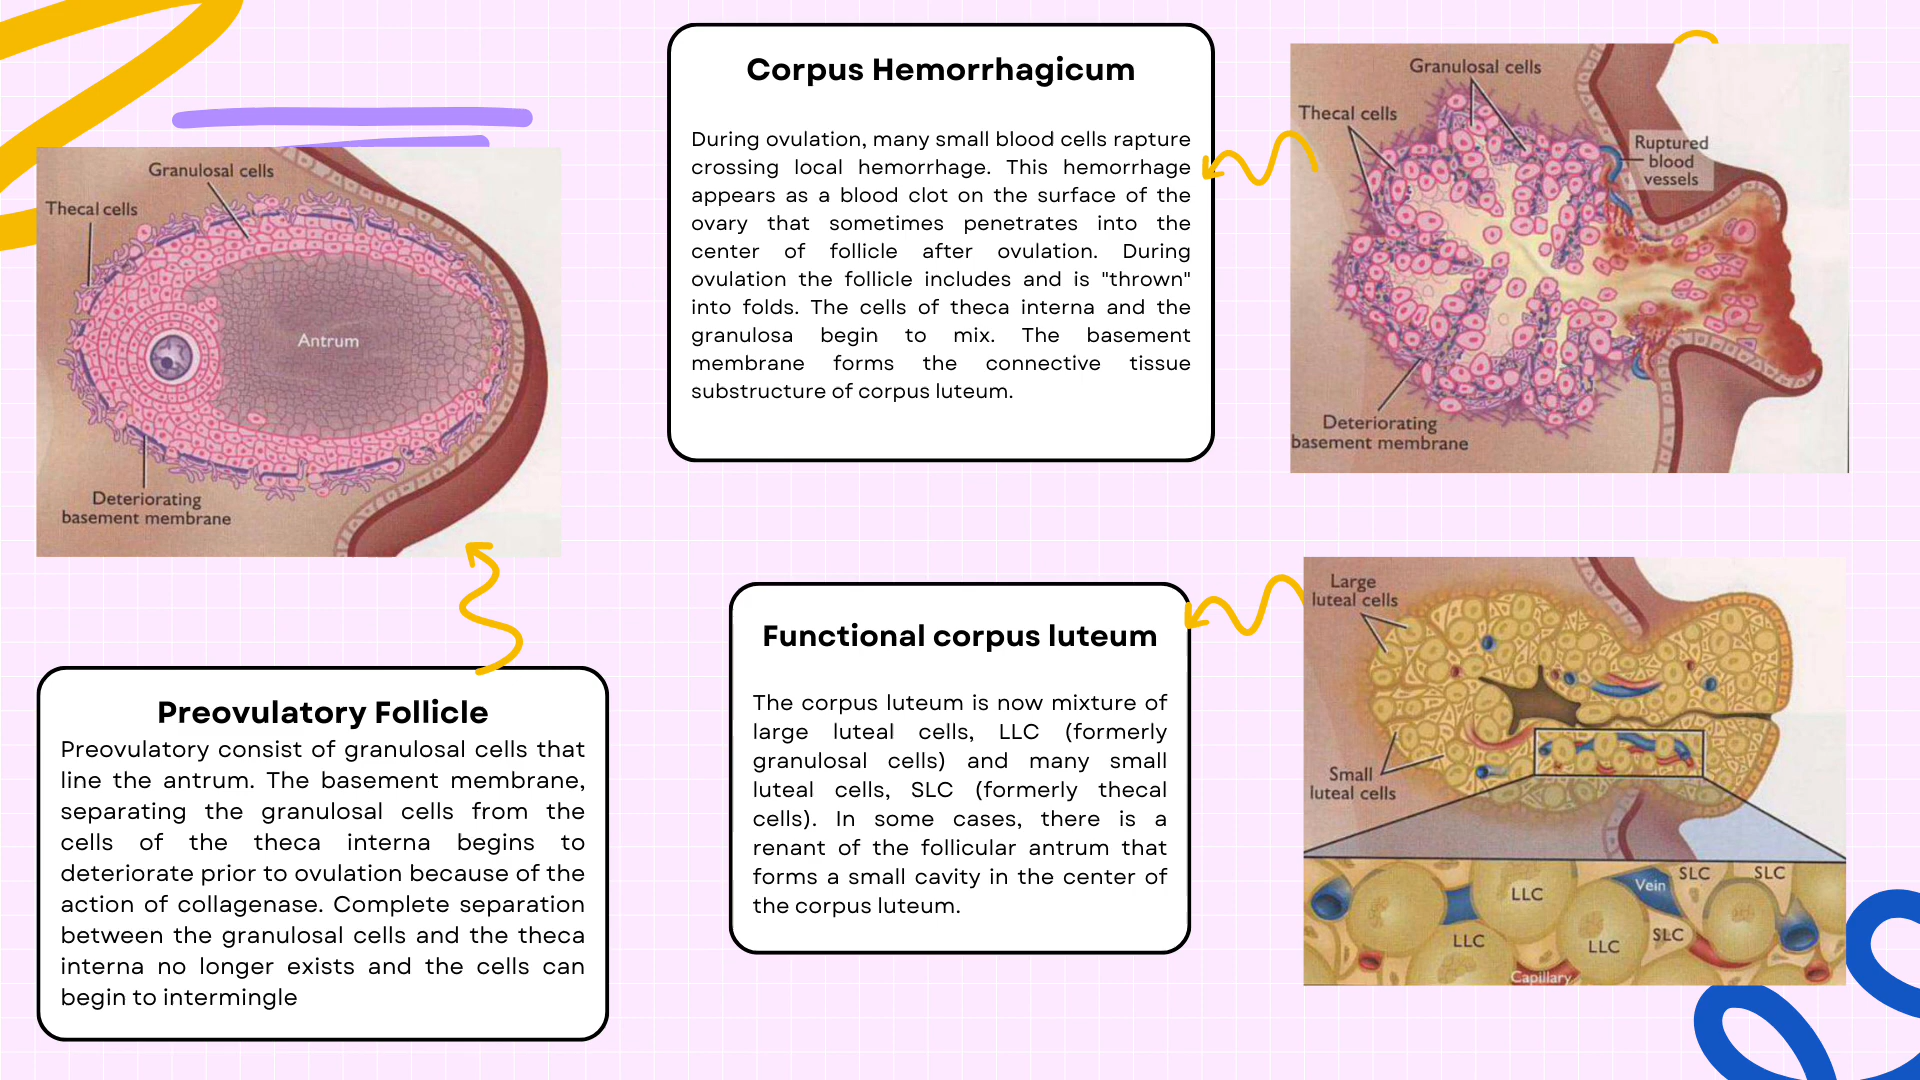 Granulosal cells
Thecal cells
Antrum
Deteriorating
basement membrane
Preovulatory Follicle
Preovulatory consist of granulosal cells that
line the antrum. The basement membrane,
separating the granulosal cells from the
cells of the theca interna begins to
deteriorate prior to ovulation because of the
action of collagenase. Complete separation
between the granulosal cells and the theca
interna no longer exists and the cells can
begin to intermingle
Corpus Hemorrhagicum
During ovulation, many small blood cells rapture
crossing local hemorrhage. This hemorrhage
appears as a blood clot on the surface of the
ovary that sometimes penetrates into the
center of follicle after ovulation. During
ovulation the follicle includes and is "thrown"
into folds. The cells of theca interna and the
granulosa begin to mix. The basement
membrane forms the connective tissue
substructure of corpus luteum.
Granulosal cells
Thecal cells
Ruptured
blood
vessels
Deteriorating
basement membrane
Functional corpus luteum
The corpus luteum is now mixture of
large luteal cells, LLC (formerly
granulosal cells) and many small
luteal cells, SLC (formerly thecal
cells). In some cases, there is a
renant of the follicular antrum that
forms a small cavity in the center of
the corpus luteum.
Large
luteal cells
Small
luteal cells
SLC
SLC
Vein
LLC
SLC
LLC
LLC
Capillary